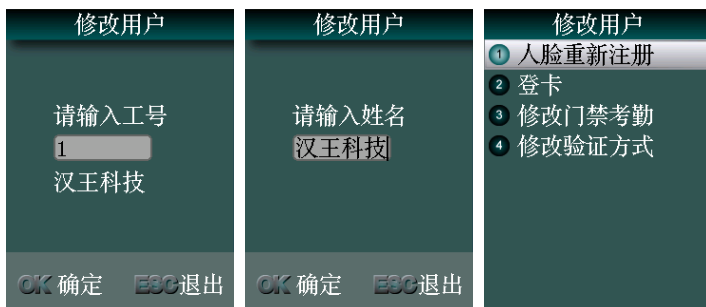 修改用户
请输入工号
1
汉王科技
OK 确定 ESC退出
修改用户
请输入姓名
汉王科技
OK 确定 ESC退出
修改用户
1 人脸重新注册
2 登卡
3 修改门禁考勤
4 修改验证方式